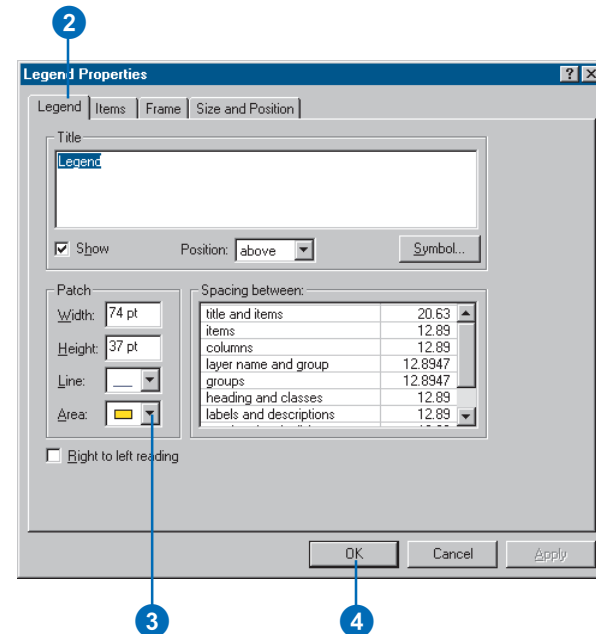 2
Legend Properties
? X
Legend Items Frame Size and Position
Title
Legend
Show Position: above Symbol...
Patch
Width: 74 pt
Height: 37 pt
Line:
Area:
Spacing between:
title and items 20.63
items 12.89
columns 12.89
layer name and group 12.8947
groups 12.8947
heading and classes 12.89
labels and descriptions 12.89
Right to left reading
OK Cancel Apply
3 4